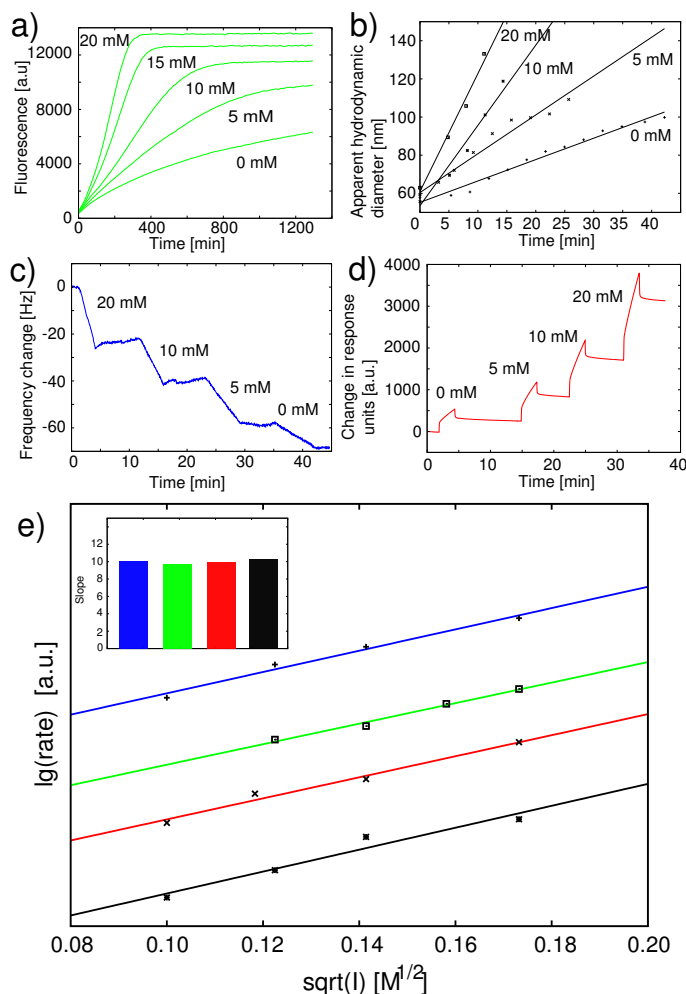 a)
Fluorescence [a.u]
12000
8000
4000
0
20 mM
15 mM
10 mM
5 mM
0 mM
0 400 800 1200
Time [min]
b)
Apparent hydrodynamic
diameter [nm]
140
120
100
80
60
20 mM
10 mM
5 mM
0 mM
0 5 10 15 20 25 30 35 40
Time [min]
c)
Frequency change [Hz]
0
-20
-40
-60
20 mM
10 mM
5 mM
0 mM
0 10 20 30 40
Time [min]
d)
Change in response
units [a.u.]
4000
3000
2000
1000
0
20 mM
10 mM
5 mM
0 mM
0 10 20 30 40
Time [min]
e)
Slope
12
10
8
6
4
2
0
lg(rate) [a.u.]
0.08 0.10 0.12 0.14 0.16 0.18 0.20
sqrt(I) [M^1/2]